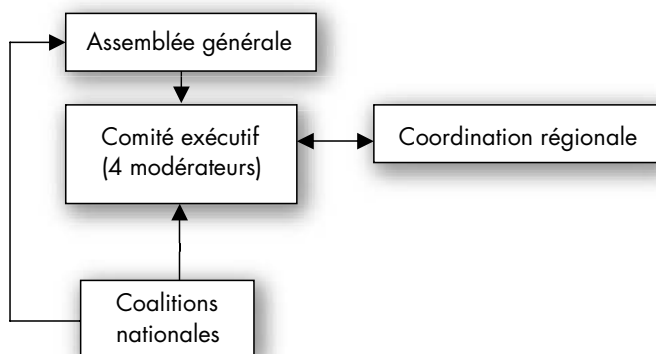 Assemblée générale
Comité exécutif
(4 modérateurs)
Coordination régionale
Coalitions
nationales